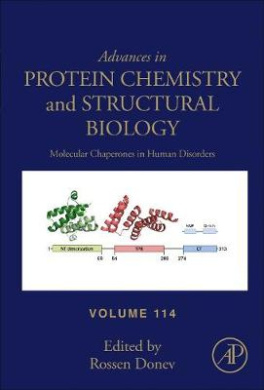 Advances in
PROTEIN CHEMISTRY
and STRUCTURAL
BIOLOGY
Molecular Chaperones in Human Disorders
VOLUME 114
Edited by
Rossen Donev